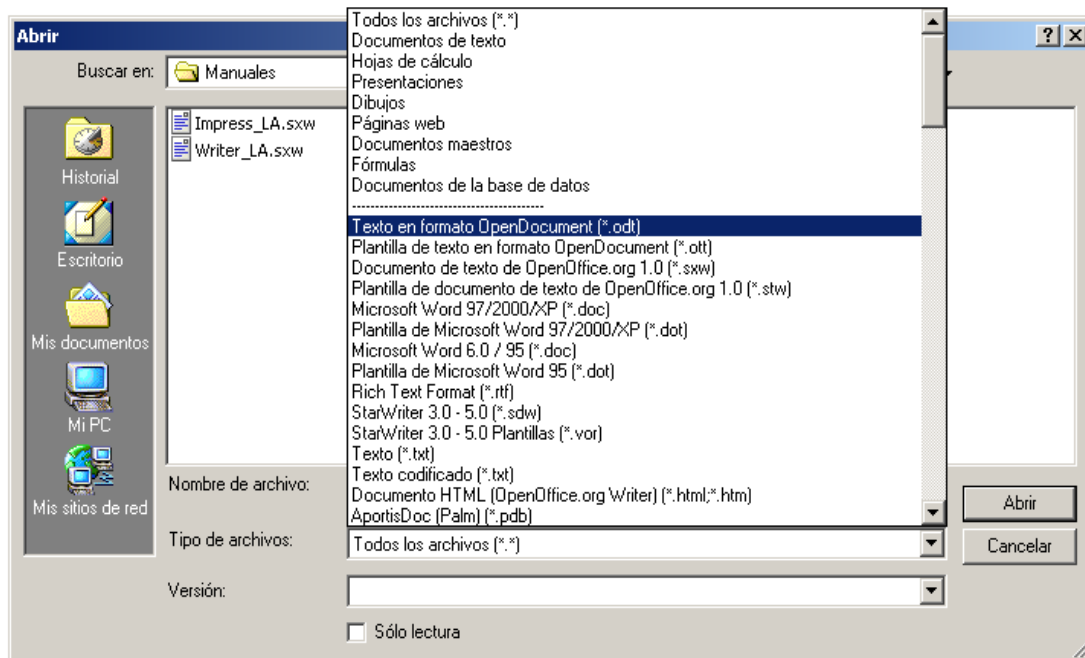 Abrir
?
Buscar en:
Manuales
Historial
Escritorio
Mis documentos
Mi PC
Mis sitios de red
Impress_LA.sxw
Writer_LA.sxw
Todos los archivos (*.*)
Documentos de texto
Hojas de cálculo
Presentaciones
Dibujos
Páginas web
Documentos maestros
Fórmulas
Documentos de la base de datos
-----------------------------------------
Texto en formato OpenDocument (*.odt)
Plantilla de texto en formato OpenDocument (*.ott)
Documento de texto de OpenOffice.org 1.0 (*.sxw)
Plantilla de documento de texto de OpenOffice.org 1.0 (*.stw)
Microsoft Word 97/2000/XP (*.doc)
Plantilla de Microsoft Word 97/2000/XP (*.dot)
Microsoft Word 6.0 / 95 (*.doc)
Plantilla de Microsoft Word 95 (*.dot)
Rich Text Format (*.rtf)
StarWriter 3.0 - 5.0 (*.sdw)
StarWriter 3.0 - 5.0 Plantillas (*.vor)
Texto (*.txt)
Texto codificado (*.txt)
Documento HTML (OpenOffice.org Writer) (*.html;*.htm)
AportisDoc (Palm) (*.pdb)
Nombre de archivo:
Abrir
Tipo de archivos:
Todos los archivos (*.*)
Cancelar
Versión:
Sólo lectura